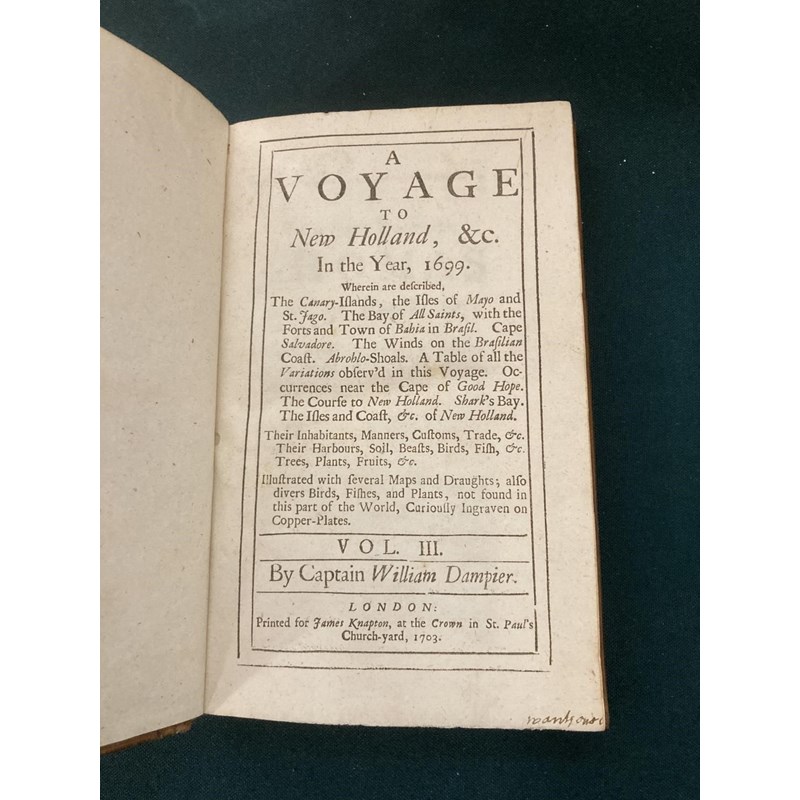 A
VOYAGE
TO
New Holland, &c.
In the Year, 1699.
Wherein are deſcribed,
The Canary-Iſlands, the Iſles of Mayo and
St. Jago. The Bay of All Saints, with the
Forts and Town of Bahia in Braſil. Cape
Salvadore. The Winds on the Braſilian
Coaſt. Abrohlo-Shoals. A Table of all the
Variations obſerv'd in this Voyage. Oc-
currences near the Cape of Good Hope.
The Courſe to New Holland. Shark's Bay.
The Iſles and Coaſt, &c. of New Holland.
Their Inhabitants, Manners, Cuſtoms, Trade, &c.
Their Harbours, Soil, Beaſts, Birds, Fiſh, &c.
Trees, Plants, Fruits, &c.
Illuſtrated with ſeveral Maps and Draughts; alſo
divers Birds, Fiſhes, and Plants, not found in
this part of the World, Curiouſly Ingraven on
Copper-Plates.
VOL. III.
By Captain William Dampier.
LONDON:
Printed for James Knapton, at the Crown in St. Paul's
Church-yard, 1703.